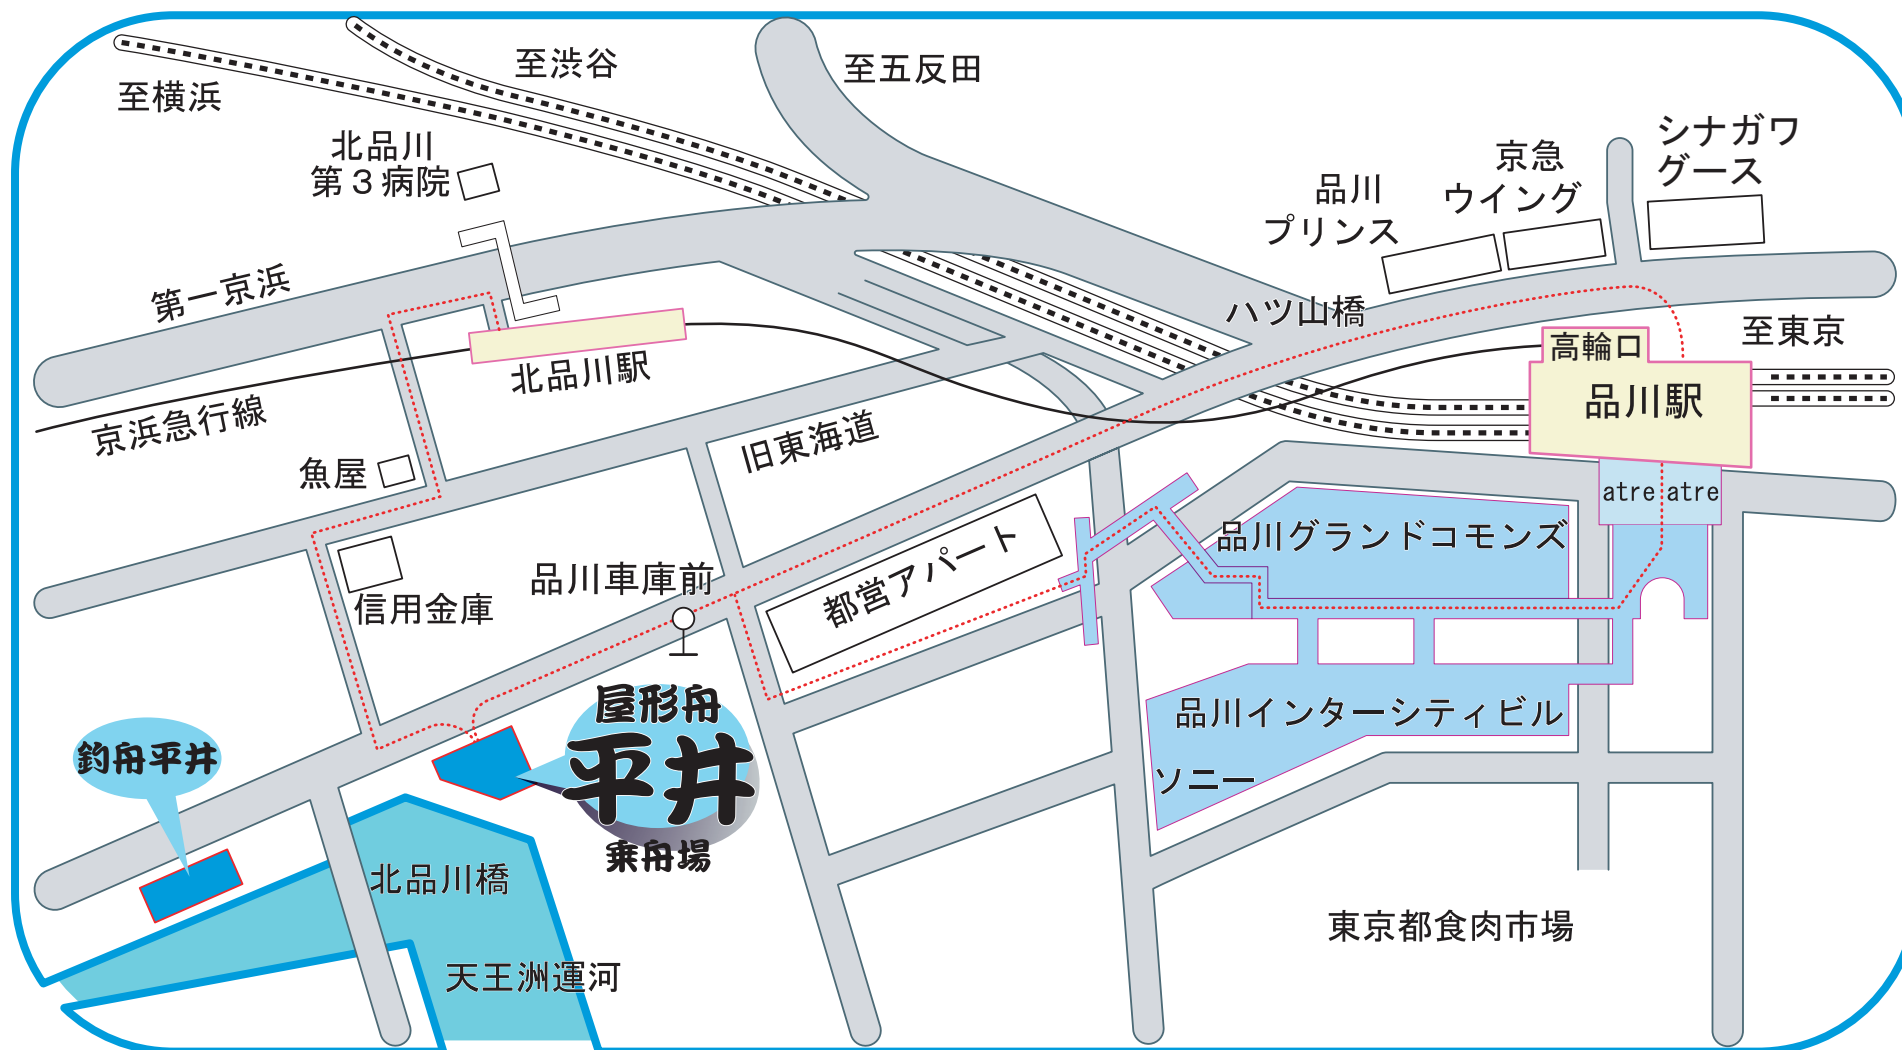 至渋谷
至五反田
至横浜
北品川
第３病院
シナガワ
グース
京急
ウイング
品川
プリンス
第一京浜
ハツ山橋
至東京
高輪口
品川駅
北品川駅
京浜急行線
旧東海道
魚屋
atre
atre
品川グランドコモンズ
都営アパート
品川車庫前
信用金庫
屋形舟
平井
乗舟場
釣舟平井
品川インターシティビル
ソニー
北品川橋
東京都食肉市場
天王洲運河